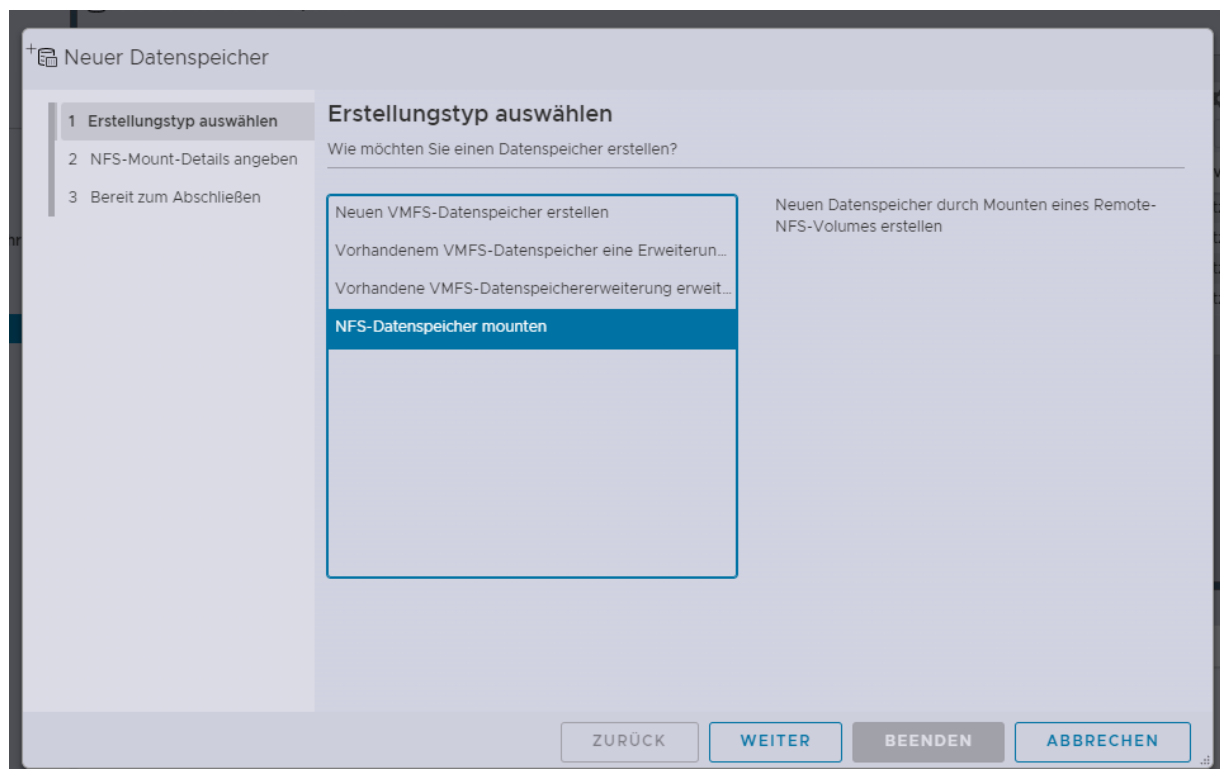 Neuer Datenspeicher
1 Erstellungstyp auswählen
2 NFS-Mount-Details angeben
3 Bereit zum Abschließen
Erstellungstyp auswählen
Wie möchten Sie einen Datenspeicher erstellen?
Neuen VMFS-Datenspeicher erstellen
Vorhandenem VMFS-Datenspeicher eine Erweiterun...
Vorhandene VMFS-Datenspeichererweiterung erweit...
NFS-Datenspeicher mounten
Neuen Datenspeicher durch Mounten eines Remote-
NFS-Volumes erstellen
ZURÜCK WEITER BEENDEN ABBRECHEN